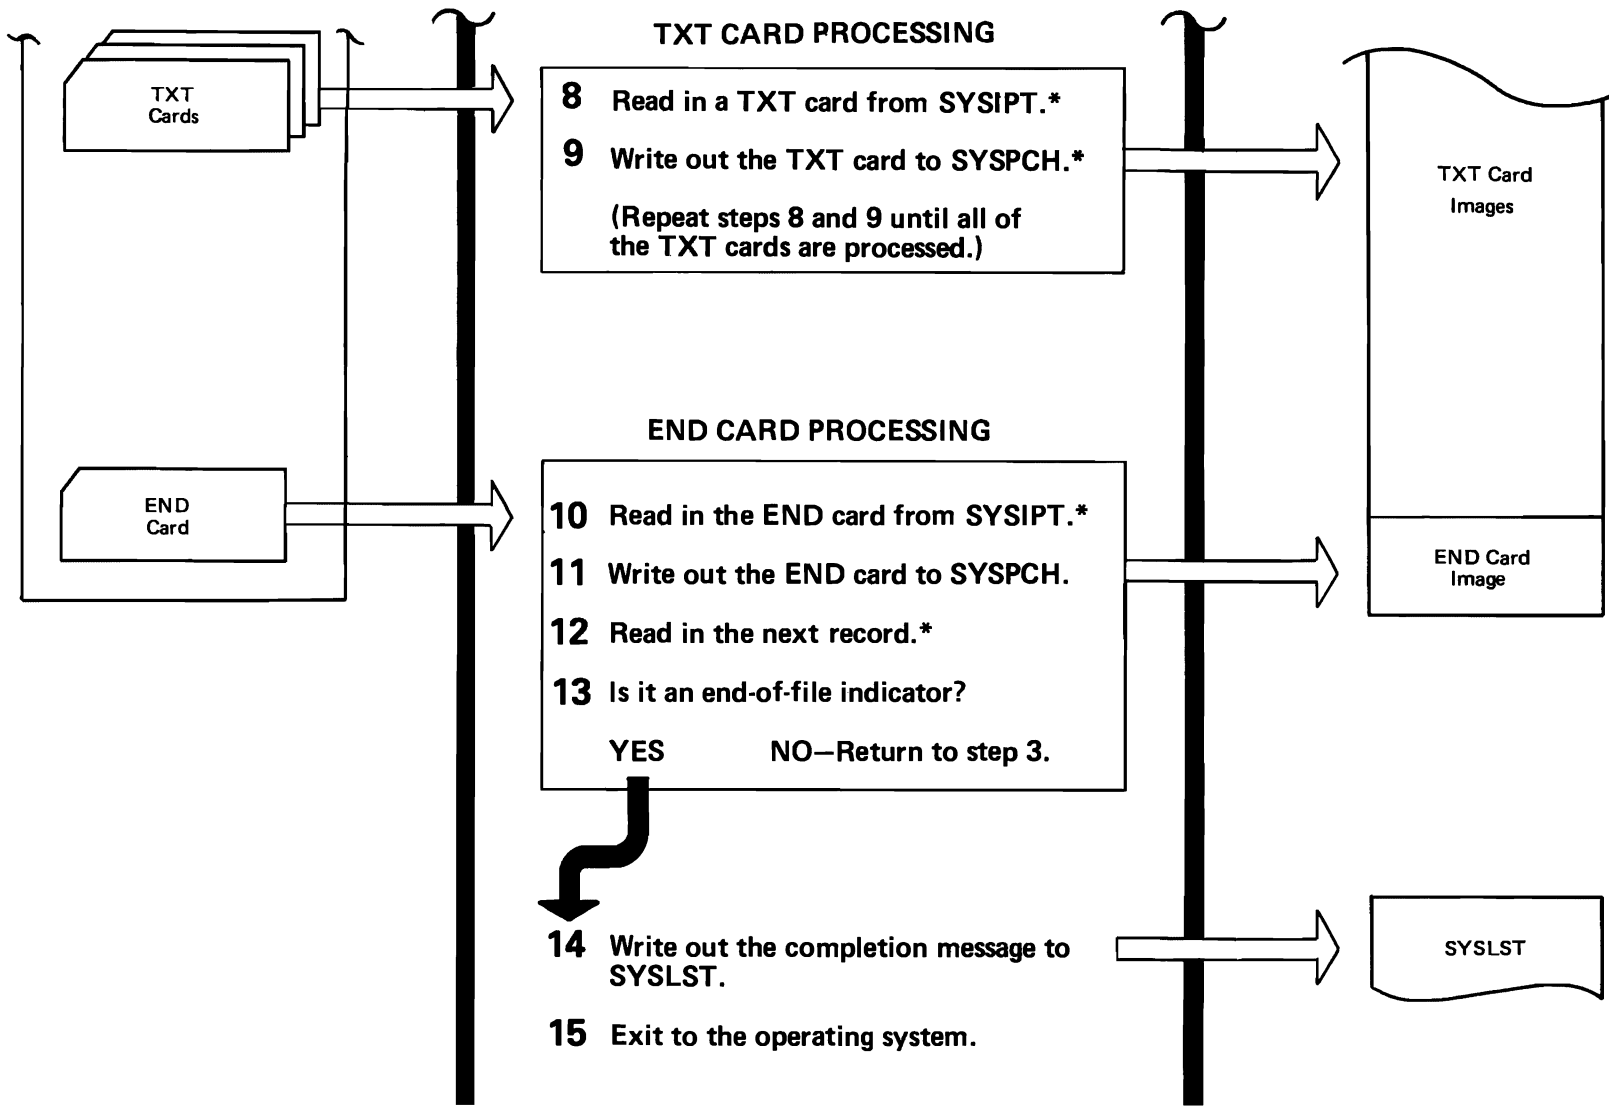 TXT CARD PROCESSING
TXT
Cards
8 Read in a TXT card from SYSIPT.*
9 Write out the TXT card to SYSPCH.*
(Repeat steps 8 and 9 until all of
the TXT cards are processed.)
TXT Card
Images
END CARD PROCESSING
END
Card
10 Read in the END card from SYSIPT.*
11 Write out the END card to SYSPCH.
12 Read in the next record.*
13 Is it an end-of-file indicator?
YES NO—Return to step 3.
END Card
Image
14 Write out the completion message to
SYSLST.
SYSLST
15 Exit to the operating system.